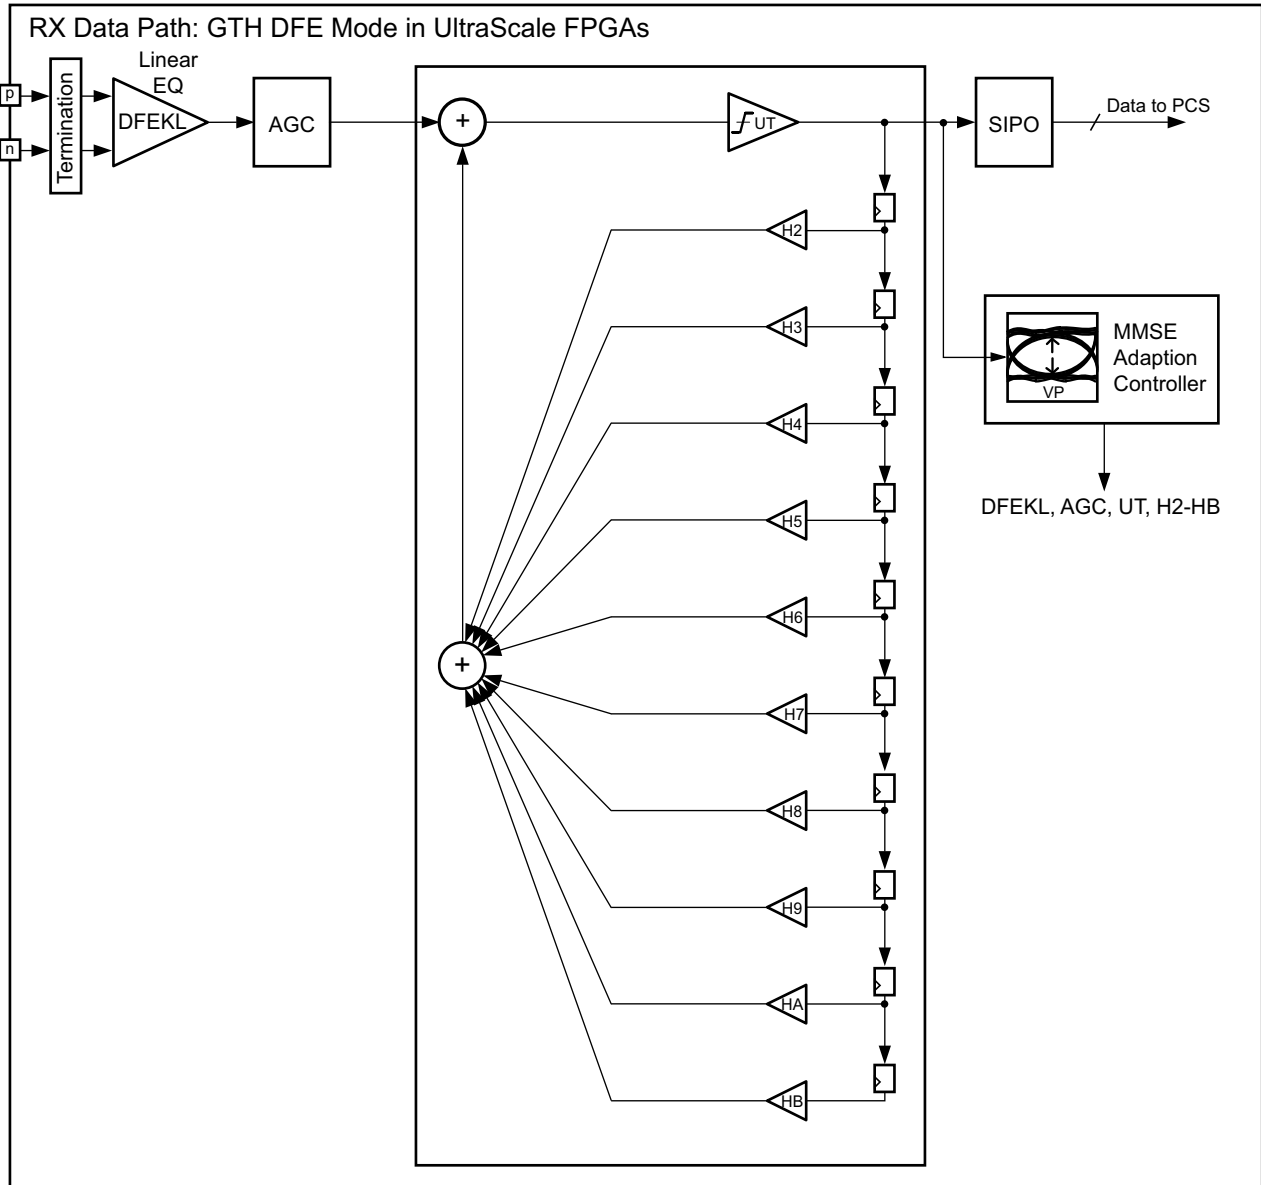 RX Data Path: GTH DFE Mode in UltraScale FPGAs
Linear
EQ
p
n
Termination
DFEKL
AGC
+
UT
SIPO
Data to PCS
H2
H3
H4
H5
H6
+
H7
H8
H9
HA
HB
VP
MMSE
Adaption
Controller
DFEKL, AGC, UT, H2-HB